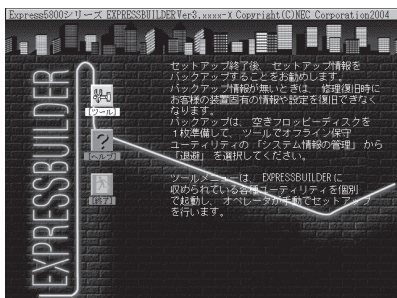 Express5800シリーズ EXPRESSBUILDER Ver3.xxxx-X Copyright(C)NEC Corporation2004
EXPRESSBUILDER
[ツール]
[ヘルプ]
[終了]
セットアップ終了後、セットアップ情報を
バックアップすることをお勧めします。
バックアップ情報が無いときは、修理復旧時に
お客様の装置固有の情報や設定を復旧できなく
なります。
バックアップは、空きフロッピーディスクを
1枚準備して、ツールでオフライン保守
ユーティリティの「システム情報の管理」から
「退避」を選択してください。
ツールメニューは、EXPRESSBUILDERに
収められている各種ユーティリティを個別
で起動し、オペレータが手動でセットアップ
を行います。